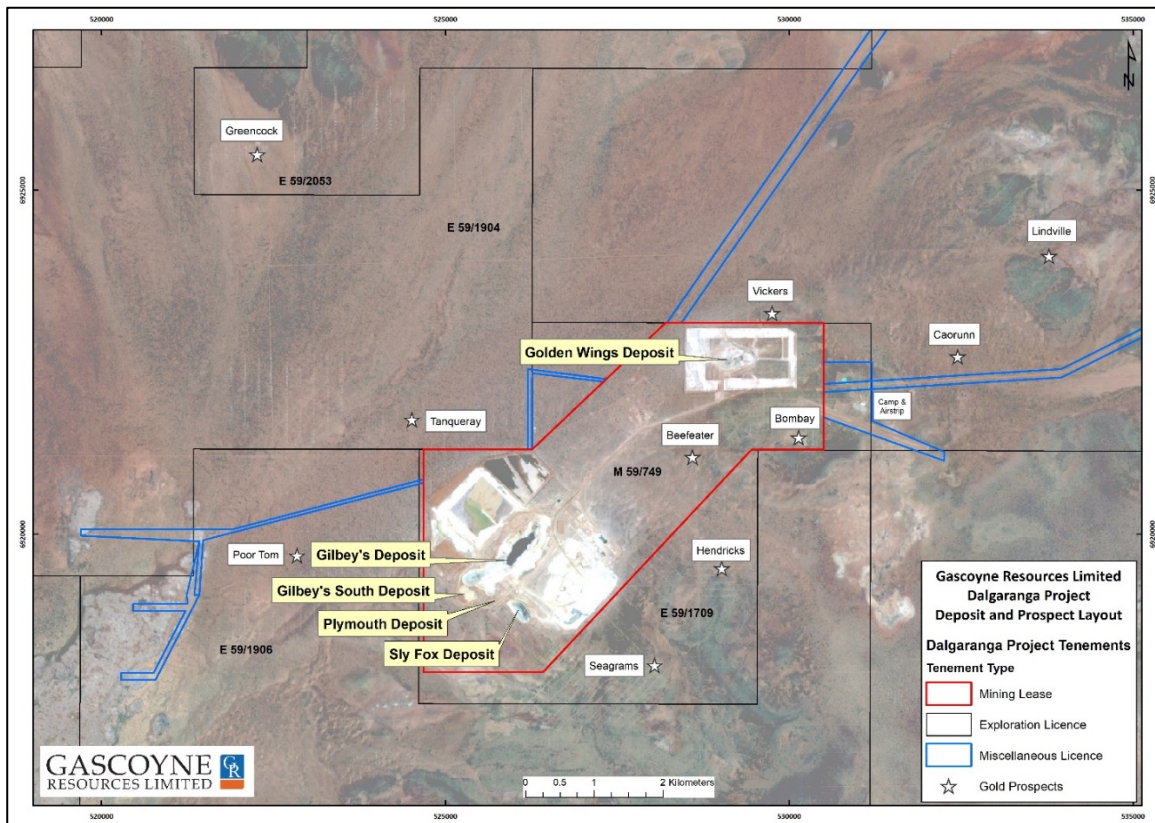 520000
525000
530000
535000
N
Greencock
E 59/2053
6925000
6925000
E 59/1904
Lindville
Vickers
Golden Wings Deposit
Caorunn
Camp &
Airstrip
Tanqueray
Bombay
Beefeater
M 59/749
6920000
6920000
Poor Tom
Gilbey's Deposit
Hendricks
Gilbey's South Deposit
Plymouth Deposit
E 59/1709
Sly Fox Deposit
E 59/1906
Seagrams
Gascoyne Resources Limited
Dalgaranga Project
Deposit and Prospect Layout
Dalgaranga Project Tenements
Tenement Type
Mining Lease
Exploration Licence
Miscellaneous Licence
Gold Prospects
GASCOYNE
RESOURCES LIMITED
GR
0 0.5 1 2 Kilometers
520000
525000
530000
535000